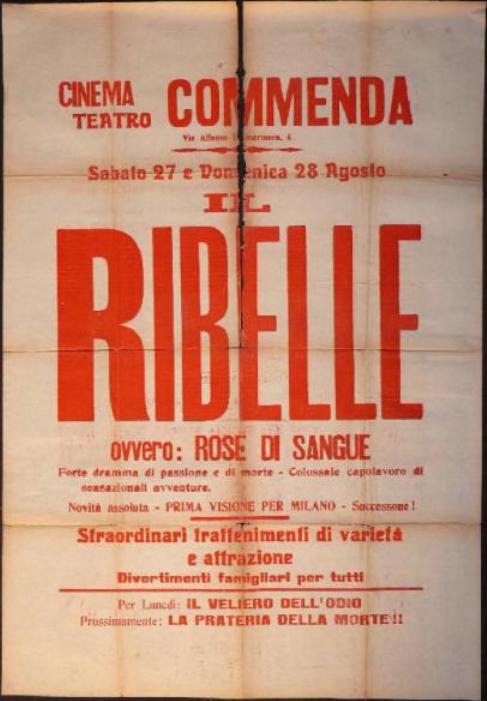 CINEMA TEATRO COMMENDA
Via Alfonso Lamarmora, 4
Sabato 27 e Domenica 28 Agosto
IL
RIBELLE
ovvero: ROSE DI SANGUE
Forte dramma di passione e di morte - Colossale capolavoro di
sensazionali avventure.
Novità assoluta - PRIMA VISIONE PER MILANO - Successone!
Straordinari trattenimenti di varietà
e attrazione
Divertimenti famigliari per tutti
Per Lunedì: IL VELIERO DELL'ODIO
Prossimamente: LA PRATERIA DELLA MORTE!!